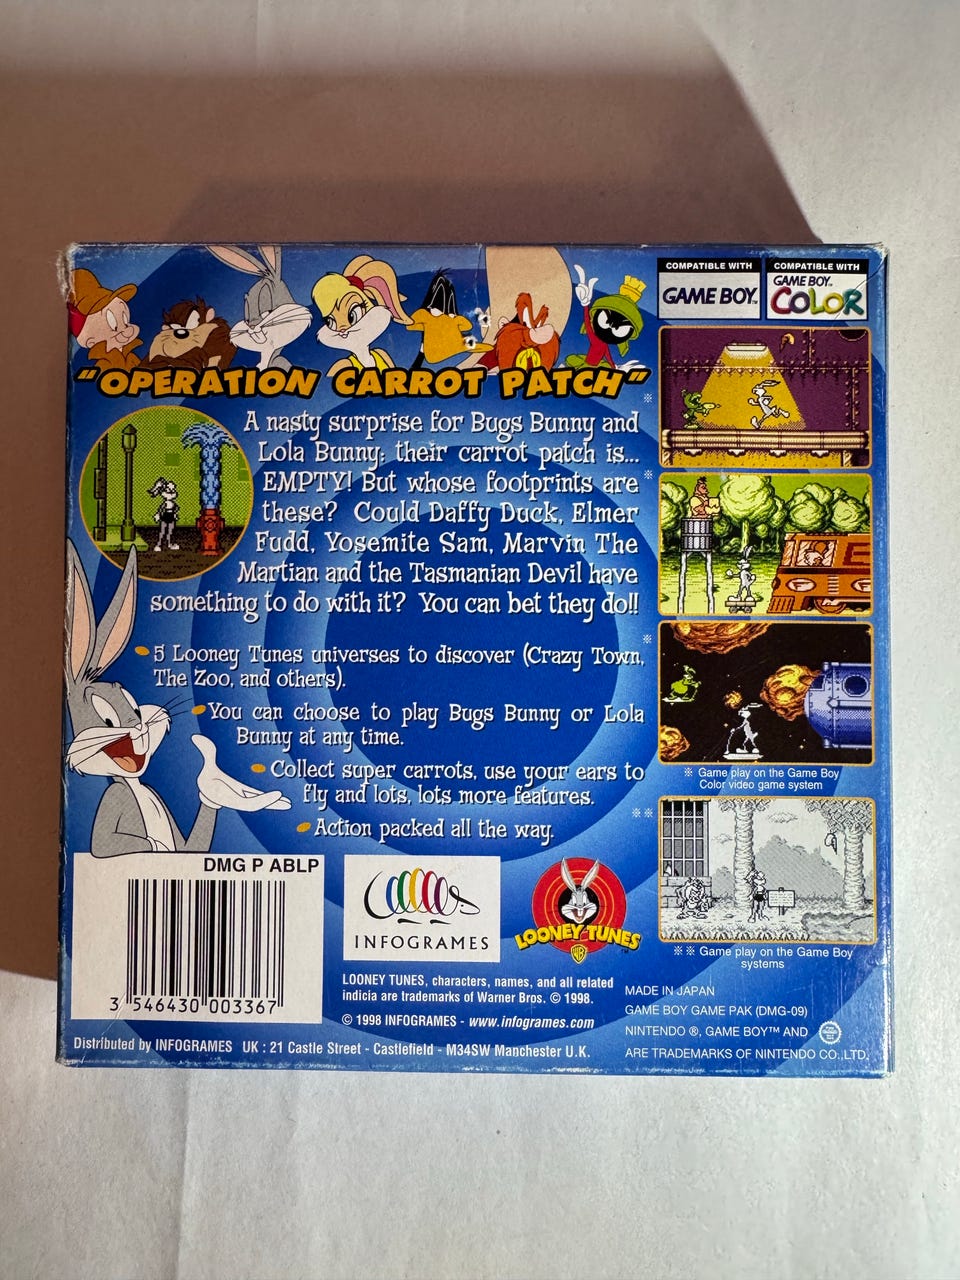 COMPATIBLE WITH
GAME BOY™
COMPATIBLE WITH
GAME BOY™
COLOR
"OPERATION CARROT PATCH"
※
A nasty surprise for Bugs Bunny and
Lola Bunny: their carrot patch is...
EMPTY! But whose footprints are
these? Could Daffy Duck, Elmer
Fudd, Yosemite Sam, Marvin The
Martian and the Tasmanian Devil have
something to do with it? You can bet they do!!
※
5 Looney Tunes universes to discover (Crazy Town,
The Zoo, and others).
You can choose to play Bugs Bunny or Lola
Bunny at any time.
Collect super carrots, use your ears to
fly and lots, lots more features.
Action packed all the way.
※
※ Game play on the Game Boy
Color video game system
※※
※※ Game play on the Game Boy
systems
DMG P ABLP
3 546430 003367
INFOGRAMES
LOONEY TUNES
WB
™
LOONEY TUNES, characters, names, and all related
indicia are trademarks of Warner Bros. © 1998.
© 1998 INFOGRAMES - www.infogrames.com
Distributed by INFOGRAMES UK : 21 Castle Street - Castlefield - M34SW Manchester U.K.
MADE IN JAPAN
GAME BOY GAME PAK (DMG-09)
NINTENDO ®, GAME BOY™ AND
ARE TRADEMARKS OF NINTENDO CO.,LTD.